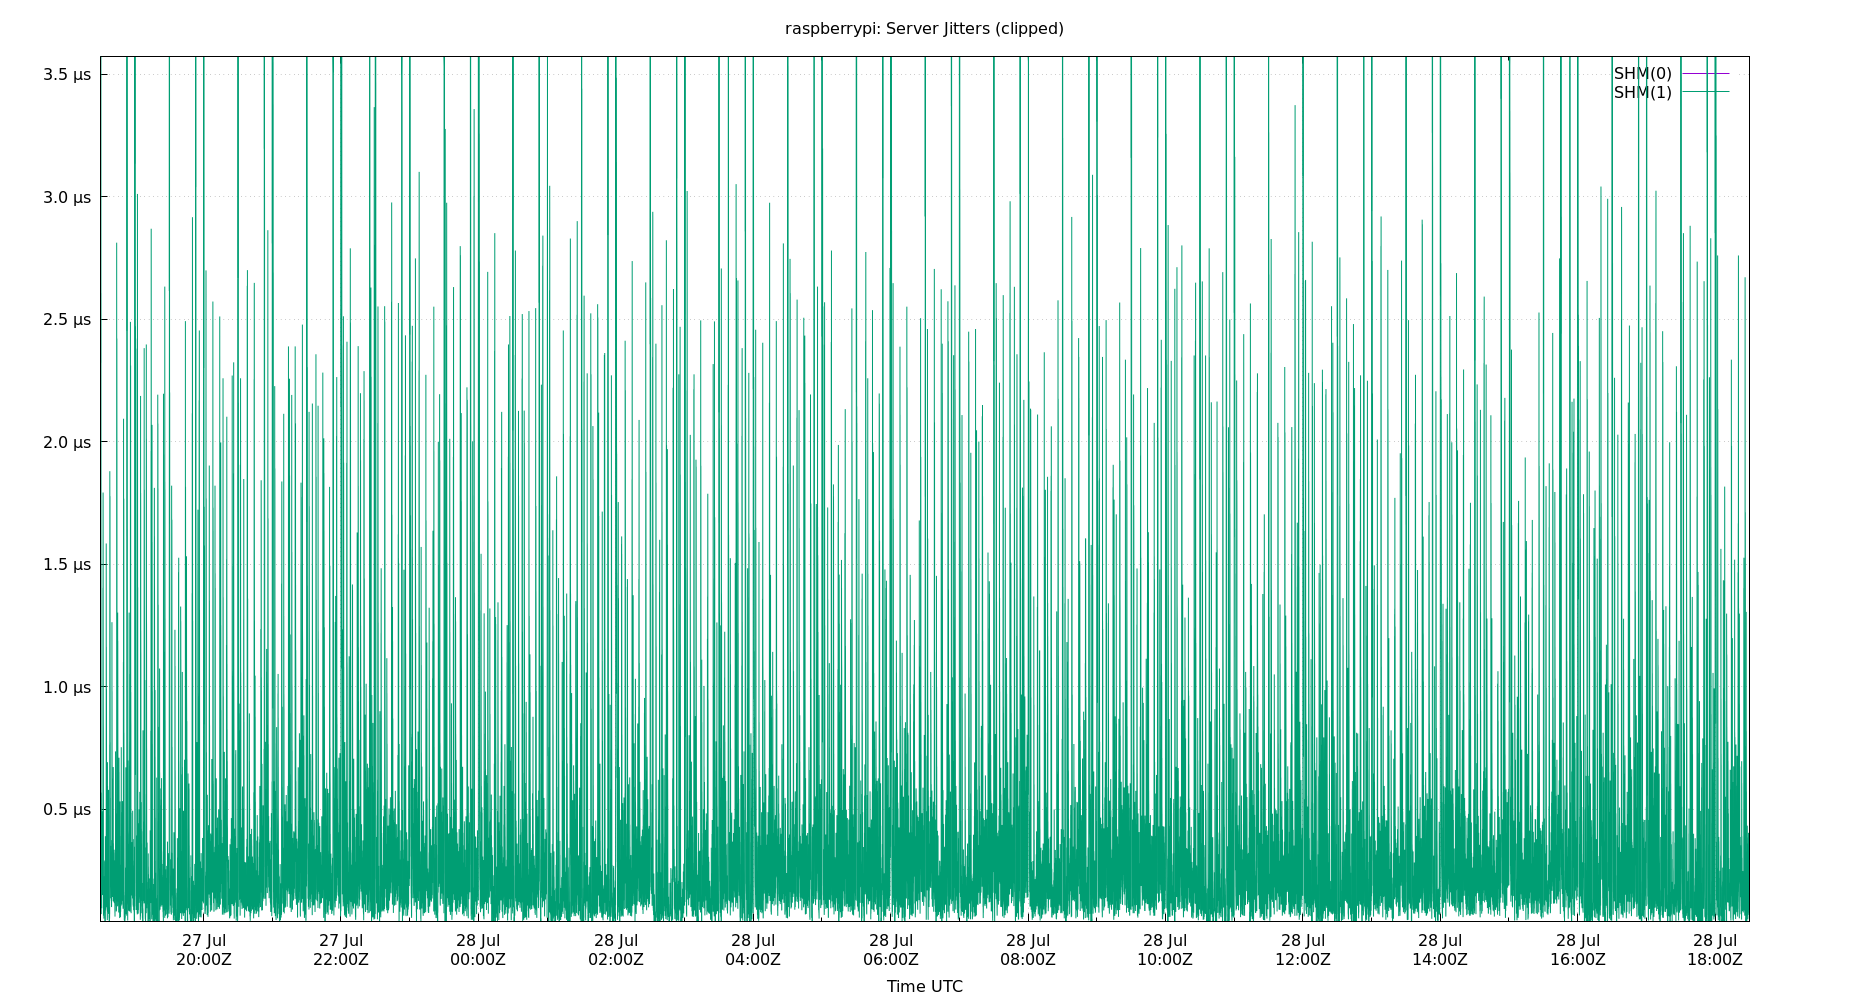 raspberrypi: Server Jitters (clipped)
3.5 µs
3.0 µs
2.5 µs
2.0 µs
1.5 µs
1.0 µs
0.5 µs
SHM(0)
SHM(1)
27 Jul 27 Jul 28 Jul 28 Jul 28 Jul 28 Jul 28 Jul 28 Jul 28 Jul 28 Jul 28 Jul 28 Jul
20:00Z 22:00Z 00:00Z 02:00Z 04:00Z 06:00Z 08:00Z 10:00Z 12:00Z 14:00Z 16:00Z 18:00Z
Time UTC